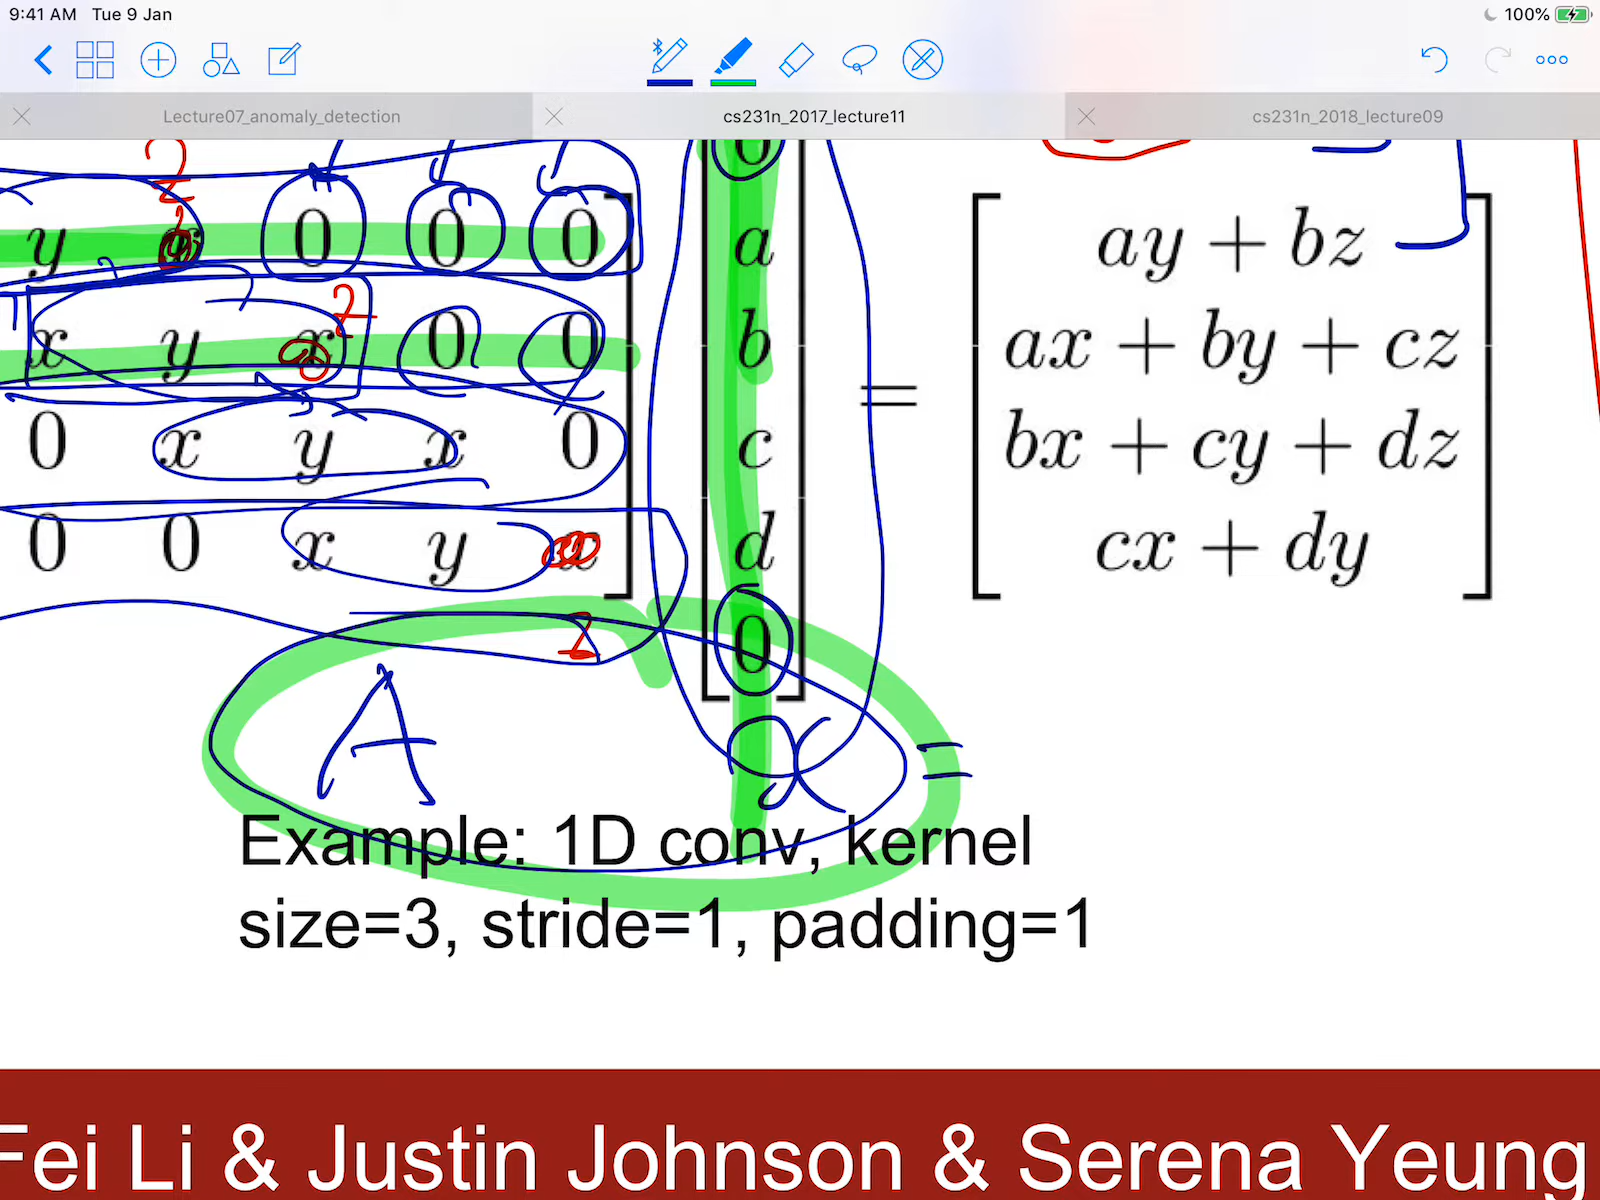 9:41 AM Tue 9 Jan 100%
Lecture07_anomaly_detection cs231n_2017_lecture11 cs231n_2018_lecture09
0
y 0 0 0 a ay + bz
x y x 0 0 b ax + by + cz
=
0 x y x 0 c bx + cy + dz
0 0 x y x d cx + dy
0
A x =
Example: 1D conv, kernel
size=3, stride=1, padding=1
Fei Li & Justin Johnson & Serena Yeung